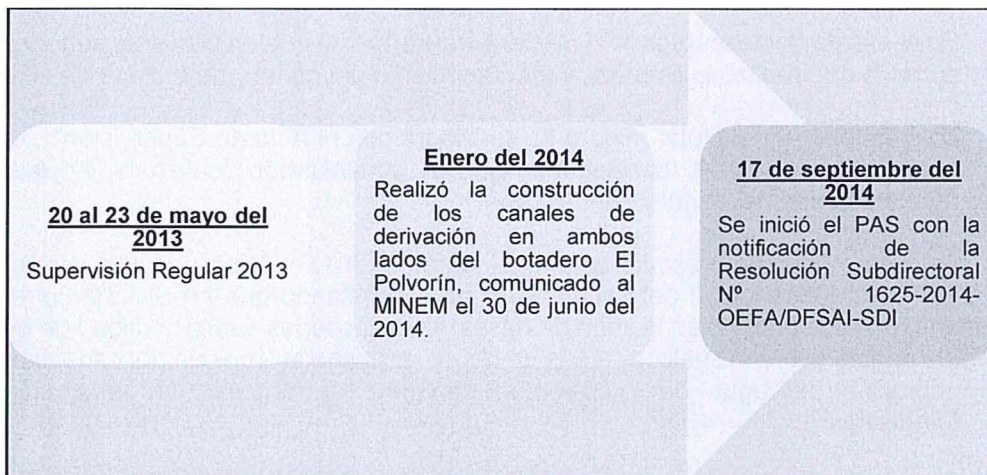 20 al 23 de mayo del
2013
Supervisión Regular 2013
Enero del 2014
Realizó la construcción
de los canales de
derivación en ambos
lados del botadero El
Polvorín, comunicado al
MINEM el 30 de junio del
2014.
17 de septiembre del
2014
Se inició el PAS con la
notificación de la
Resolución Subdirectoral
Nº 1625-2014-
OEFA/DFSAI-SDI